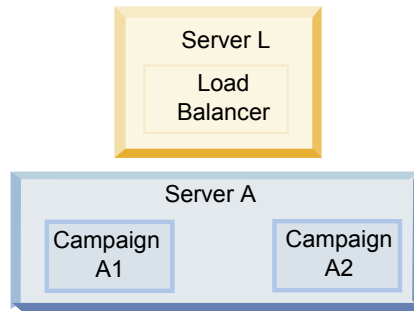 Server L
Load
Balancer
Server A
Campaign
A1
Campaign
A2